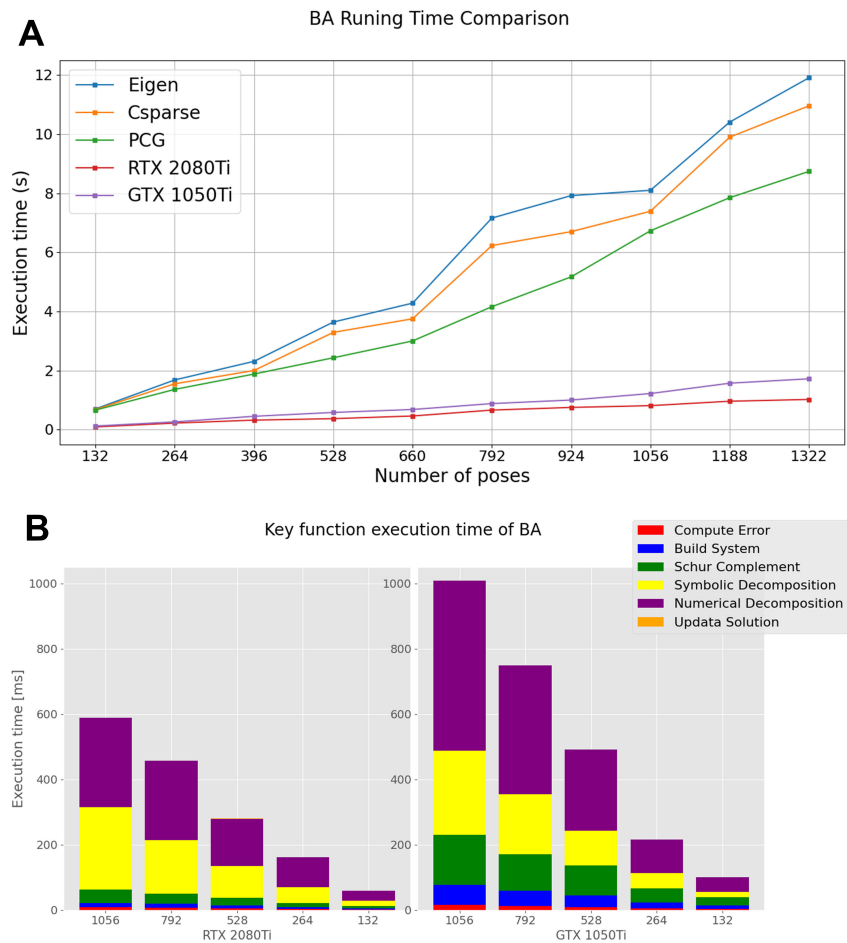 A
BA Runing Time Comparison
Execution time (s)
12
10
8
6
4
2
0
Eigen
Csparse
PCG
RTX 2080Ti
GTX 1050Ti
132 264 396 528 660 792 924 1056 1188 1322
Number of poses
B
Key function execution time of BA
Compute Error
Build System
Schur Complement
Symbolic Decomposition
Numerical Decomposition
Updata Solution
Execution time [ms]
1000
800
600
400
200
0
1056 792 528 264 132
RTX 2080Ti
1000
800
600
400
200
0
1056 792 528 264 132
GTX 1050Ti